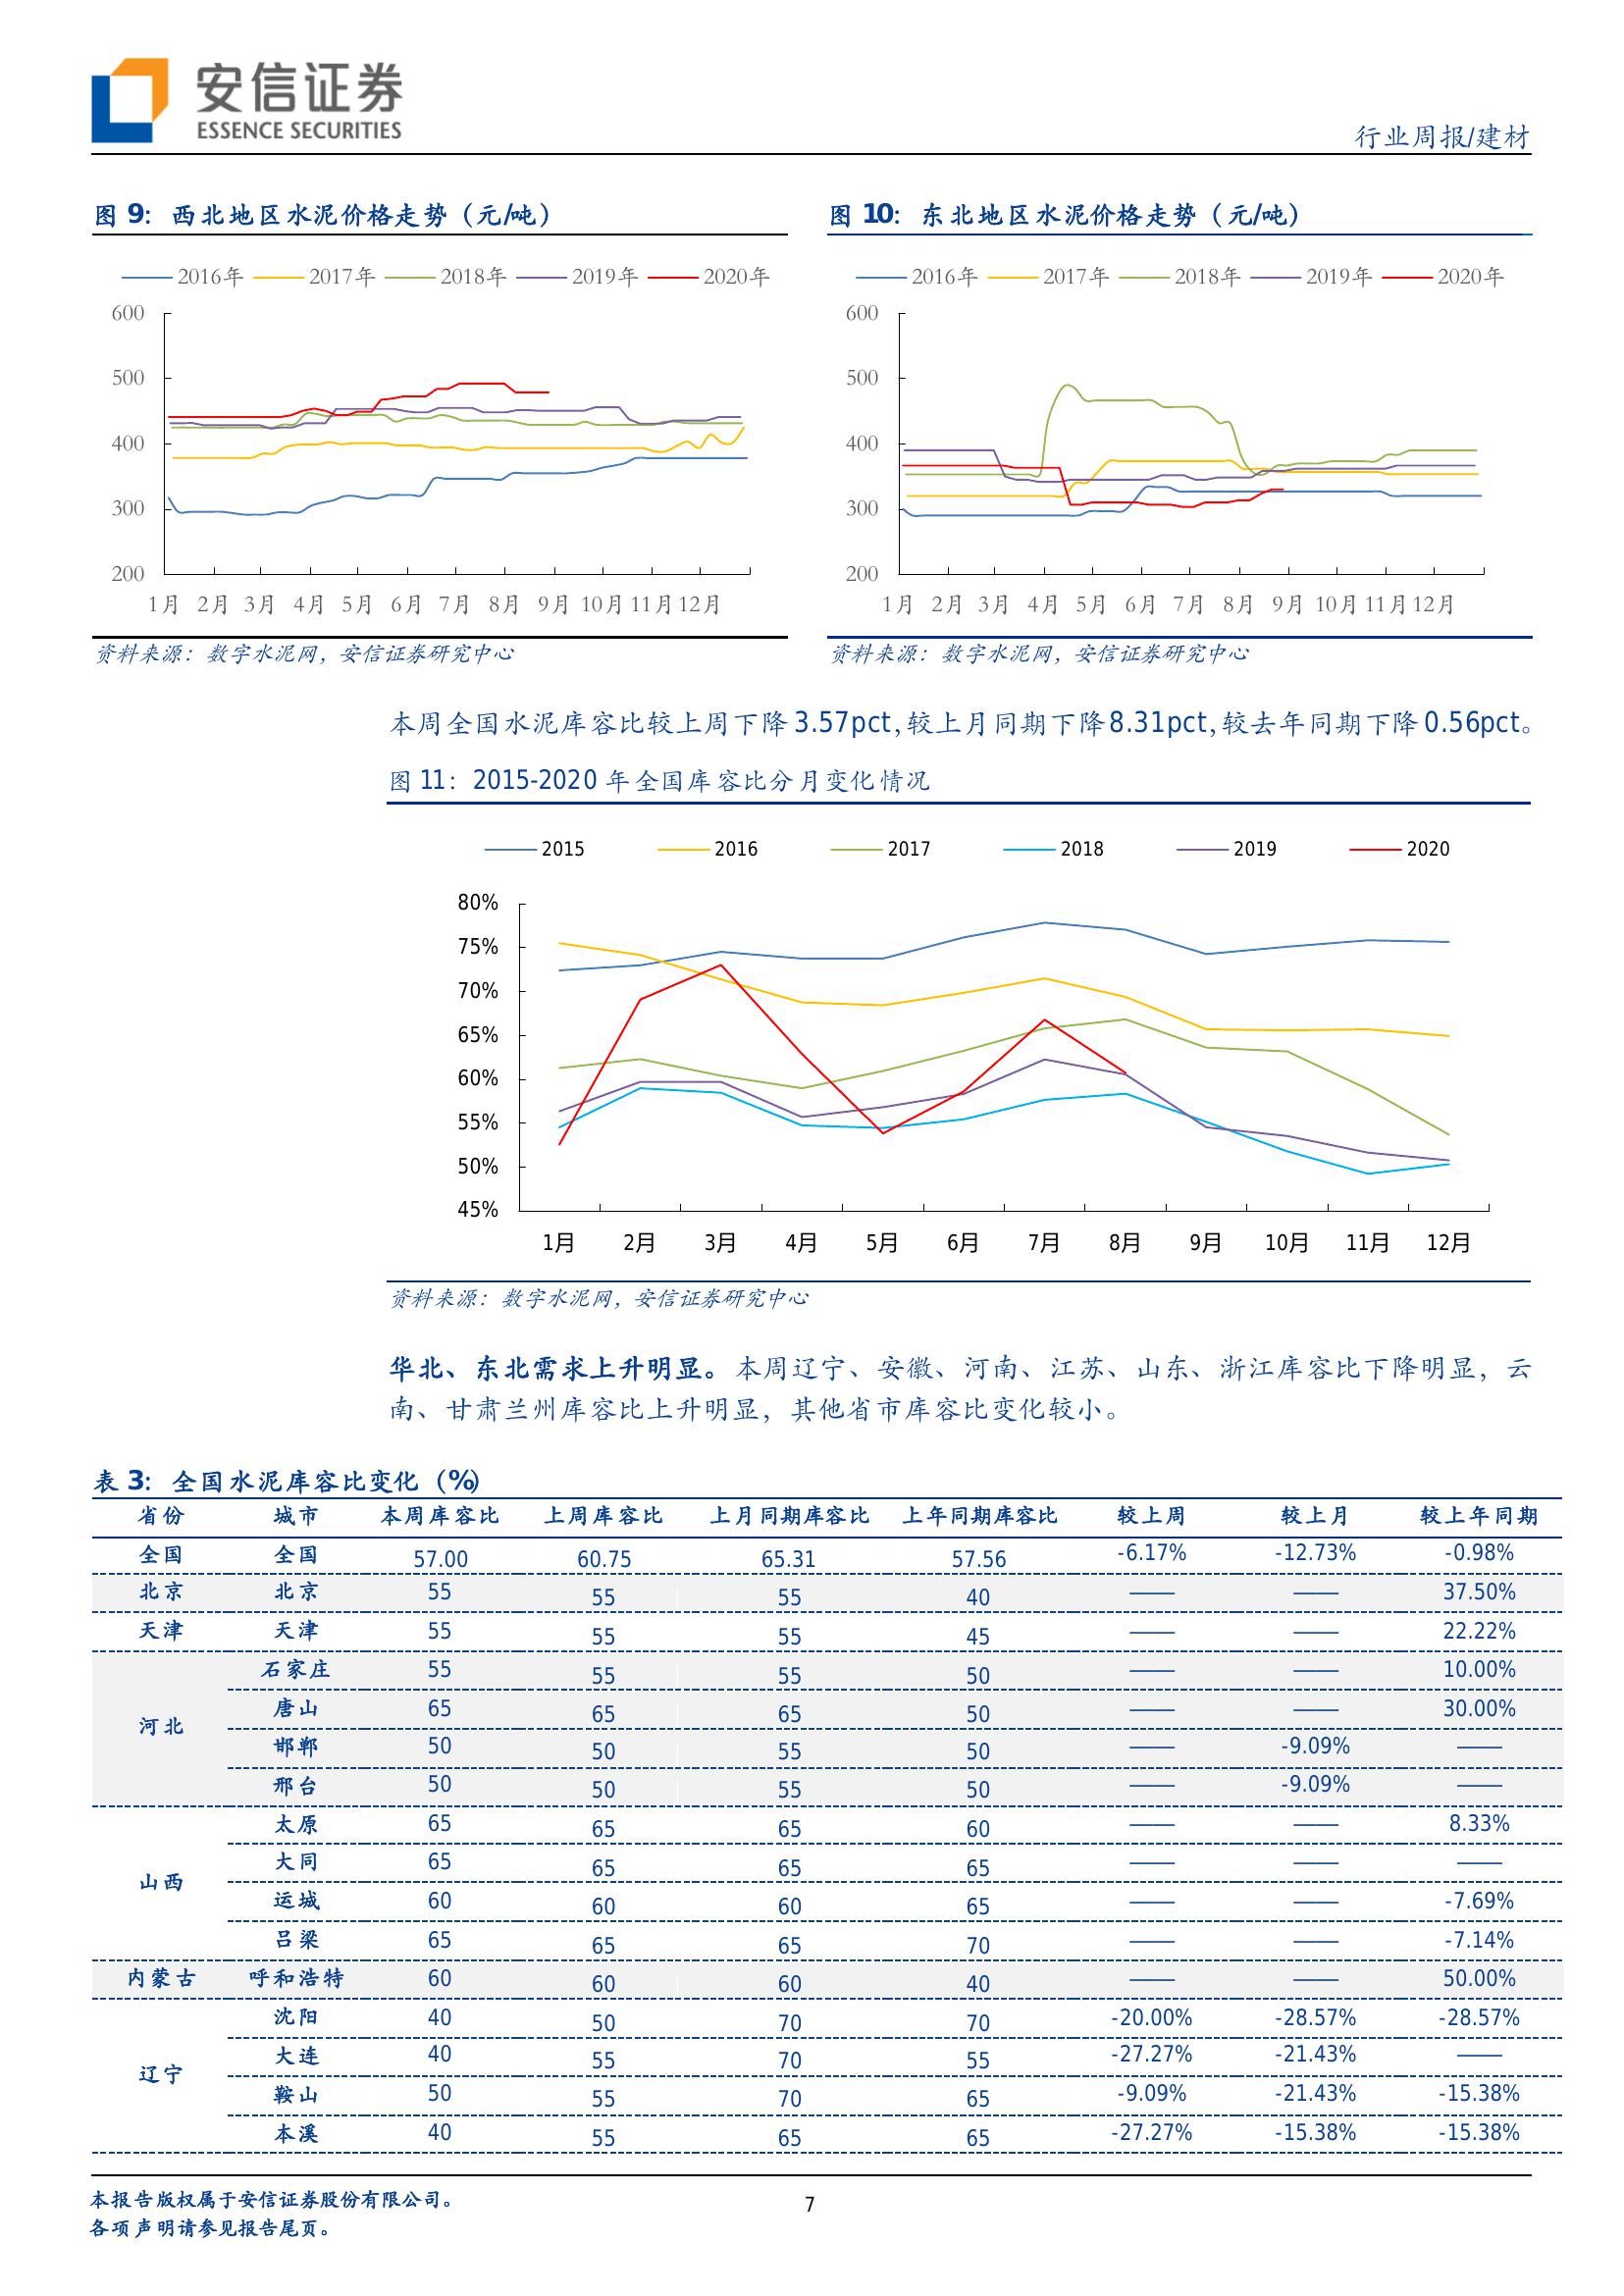 安信证券
ESSENCE SECURITIES
行业周报/建材
图 9：西北地区水泥价格走势（元/吨）
2016年 2017年 2018年 2019年 2020年
600
500
400
300
200
1月 2月 3月 4月 5月 6月 7月 8月 9月 10月 11月 12月
资料来源：数字水泥网，安信证券研究中心
图 10：东北地区水泥价格走势（元/吨）
2016年 2017年 2018年 2019年 2020年
600
500
400
300
200
1月 2月 3月 4月 5月 6月 7月 8月 9月 10月 11月 12月
资料来源：数字水泥网，安信证券研究中心
本周全国水泥库容比较上周下降 3.57pct,较上月同期下降8.31pct,较去年同期下降 0.56pct。
图 11：2015-2020 年全国库容比分月变化情况
2015 2016 2017 2018 2019 2020
80%
75%
70%
65%
60%
55%
50%
45%
1月 2月 3月 4月 5月 6月 7月 8月 9月 10月 11月 12月
资料来源：数字水泥网，安信证券研究中心
华北、东北需求上升明显。本周辽宁、安徽、河南、江苏、山东、浙江库容比下降明显，云
南、甘肃兰州库容比上升明显，其他省市库容比变化较小。
表 3：全国水泥库容比变化（%）
省份 城市 本周库容比 上周库容比 上月同期库容比 上年同期库容比 较上周 较上月 较上年同期
全国 全国 57.00 60.75 65.31 57.56 -6.17% -12.73% -0.98%
北京 北京 55 55 55 40 —— —— 37.50%
天津 天津 55 55 55 45 —— —— 22.22%
河北 石家庄 55 55 55 50 —— —— 10.00%
唐山 65 65 65 50 —— —— 30.00%
邯郸 50 50 55 50 —— -9.09% ——
邢台 50 50 55 50 —— -9.09% ——
山西 太原 65 65 65 60 —— —— 8.33%
大同 65 65 65 65 —— —— ——
运城 60 60 60 65 —— —— -7.69%
吕梁 65 65 65 70 —— —— -7.14%
内蒙古 呼和浩特 60 60 60 40 —— —— 50.00%
辽宁 沈阳 40 50 70 70 -20.00% -28.57% -28.57%
大连 40 55 70 55 -27.27% -21.43% ——
鞍山 50 55 70 65 -9.09% -21.43% -15.38%
本溪 40 55 65 65 -27.27% -15.38% -15.38%
本报告版权属于安信证券股份有限公司。
各项声明请参见报告尾页。
7